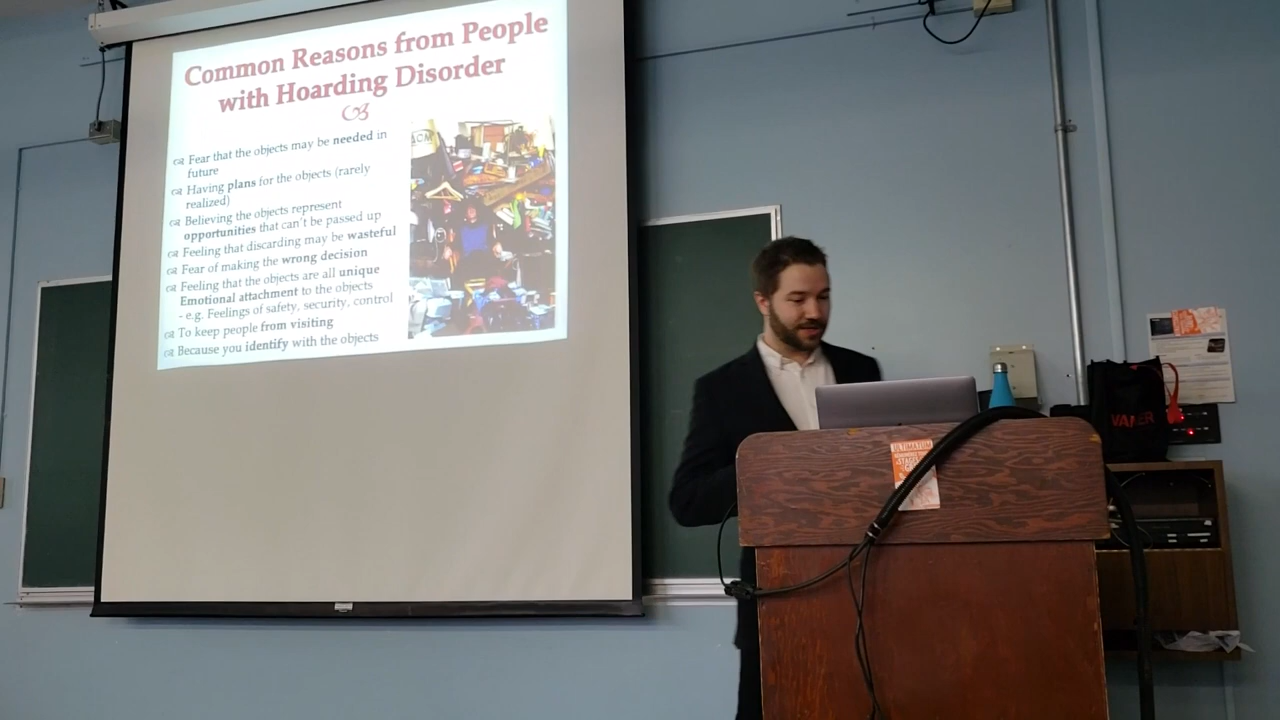 Common Reasons from People
with Hoarding Disorder
Fear that the objects may be needed in
future
Having plans for the objects (rarely
realized)
Believing the objects represent
opportunities that can't be passed up
Feeling that discarding may be wasteful
Fear of making the wrong decision
Feeling that the objects are all unique
Emotional attachment to the objects
- e.g. Feelings of safety, security, control
To keep people from visiting
Because you identify with the objects
ACM
ULTIMATUM